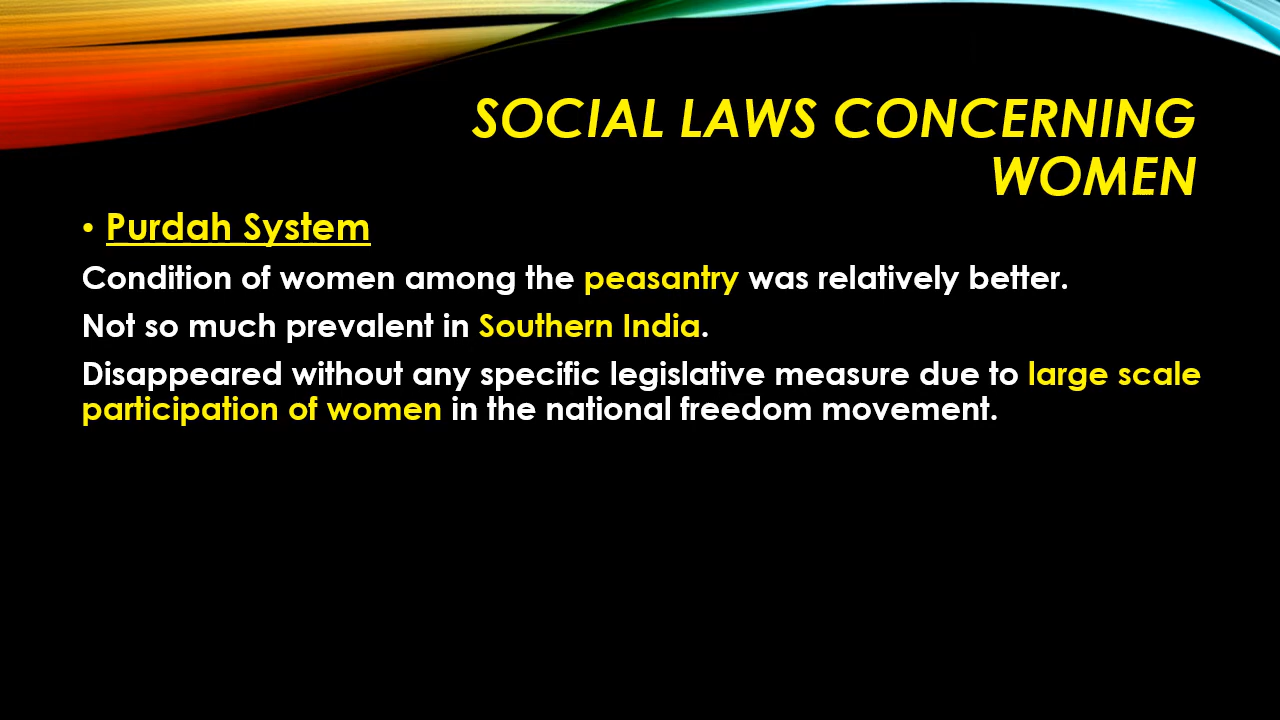 SOCIAL LAWS CONCERNING
WOMEN
• Purdah System
Condition of women among the peasantry was relatively better.
Not so much prevalent in Southern India.
Disappeared without any specific legislative measure due to large scale
participation of women in the national freedom movement.